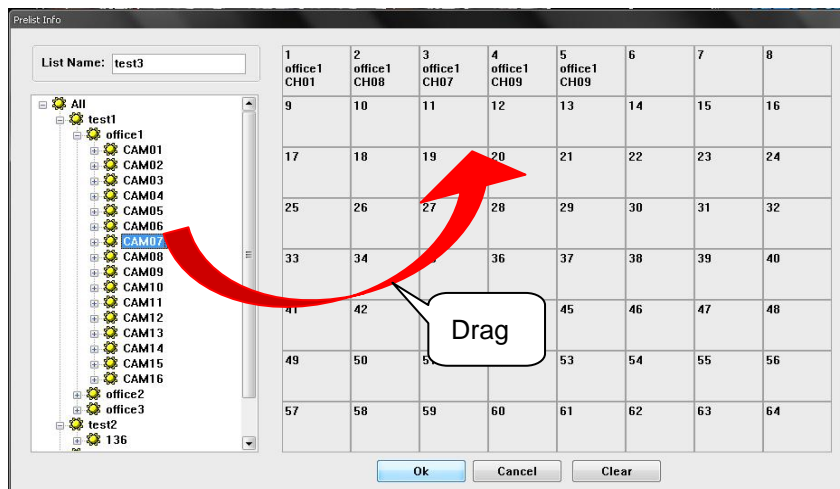 Prelist Info
List Name: test3
All
test1
office1
CAM01
CAM02
CAM03
CAM04
CAM05
CAM06
CAM07
CAM08
CAM09
CAM10
CAM11
CAM12
CAM13
CAM14
CAM15
CAM16
office2
office3
test2
136
1 2 3 4 5 6 7 8
office1 office1 office1 office1 office1
CH01 CH08 CH07 CH09 CH09
9 10 11 12 13 14 15 16
17 18 19 20 21 22 23 24
25 26 27 28 29 30 31 32
33 34 36 37 38 39 40
41 42 45 46 47 48
Drag
49 50 53 54 55 56
57 58 59 60 61 62 63 64
Ok Cancel Clear